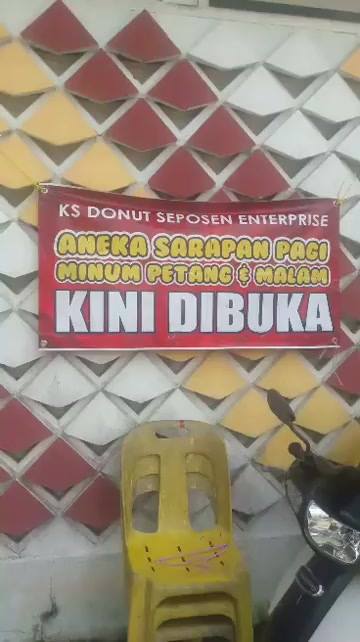 KS DONUT SEPOSEN ENTERPRISE
ANEKA SARAPAN PAGI
MINUM PETANG & MALAM
KINI DIBUKA